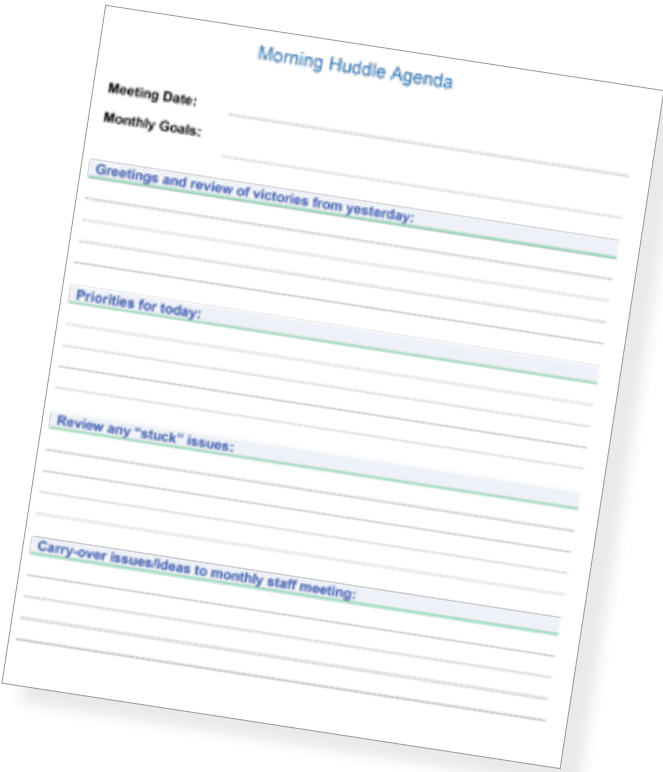 Morning Huddle Agenda
Meeting Date:
Monthly Goals:
Greetings and review of victories from yesterday:
Priorities for today:
Review any “stuck” issues:
Carry-over issues/ideas to monthly staff meeting: